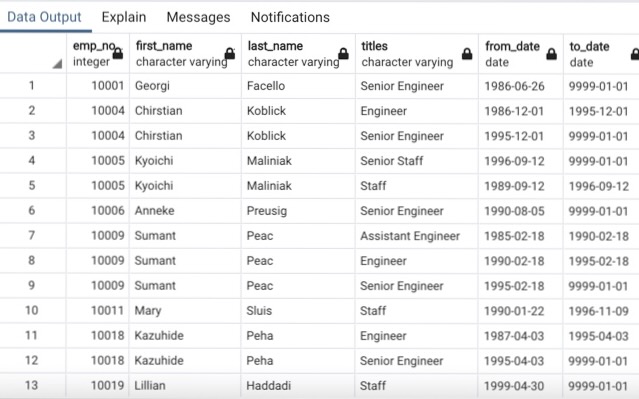 Data Output Explain Messages Notifications
emp_no first_name last_name titles from_date to_date
integer character varying character varying character varying date date
1 10001 Georgi Facello Senior Engineer 1986-06-26 9999-01-01
2 10004 Chirstian Koblick Engineer 1986-12-01 1995-12-01
3 10004 Chirstian Koblick Senior Engineer 1995-12-01 9999-01-01
4 10005 Kyoichi Maliniak Senior Staff 1996-09-12 9999-01-01
5 10005 Kyoichi Maliniak Staff 1989-09-12 1996-09-12
6 10006 Anneke Preusig Senior Engineer 1990-08-05 9999-01-01
7 10009 Sumant Peac Assistant Engineer 1985-02-18 1990-02-18
8 10009 Sumant Peac Engineer 1990-02-18 1995-02-18
9 10009 Sumant Peac Senior Engineer 1995-02-18 9999-01-01
10 10011 Mary Sluis Staff 1990-01-22 1996-11-09
11 10018 Kazuhide Peha Engineer 1987-04-03 1995-04-03
12 10018 Kazuhide Peha Senior Engineer 1995-04-03 9999-01-01
13 10019 Lillian Haddadi Staff 1999-04-30 9999-01-01